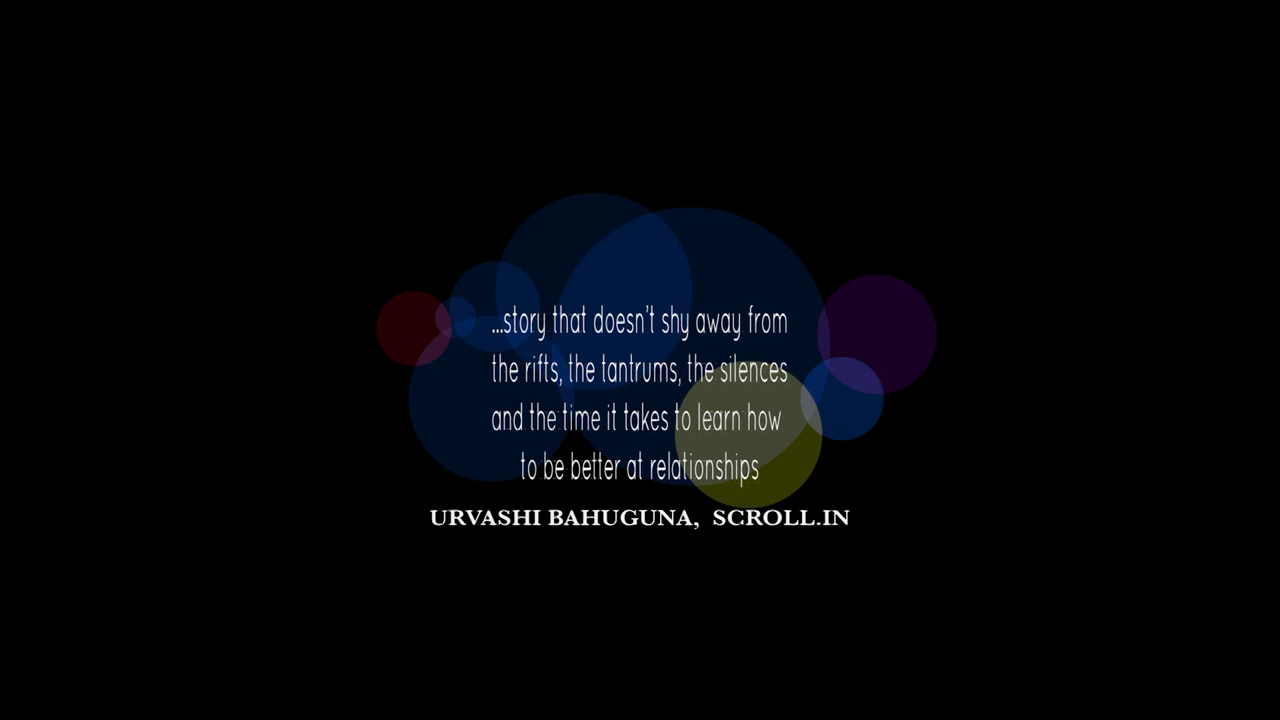 ...story that doesn't shy away from
the rifts, the tantrums, the silences
and the time it takes to learn how
to be better at relationships
URVASHI BAHUGUNA, SCROLL.IN